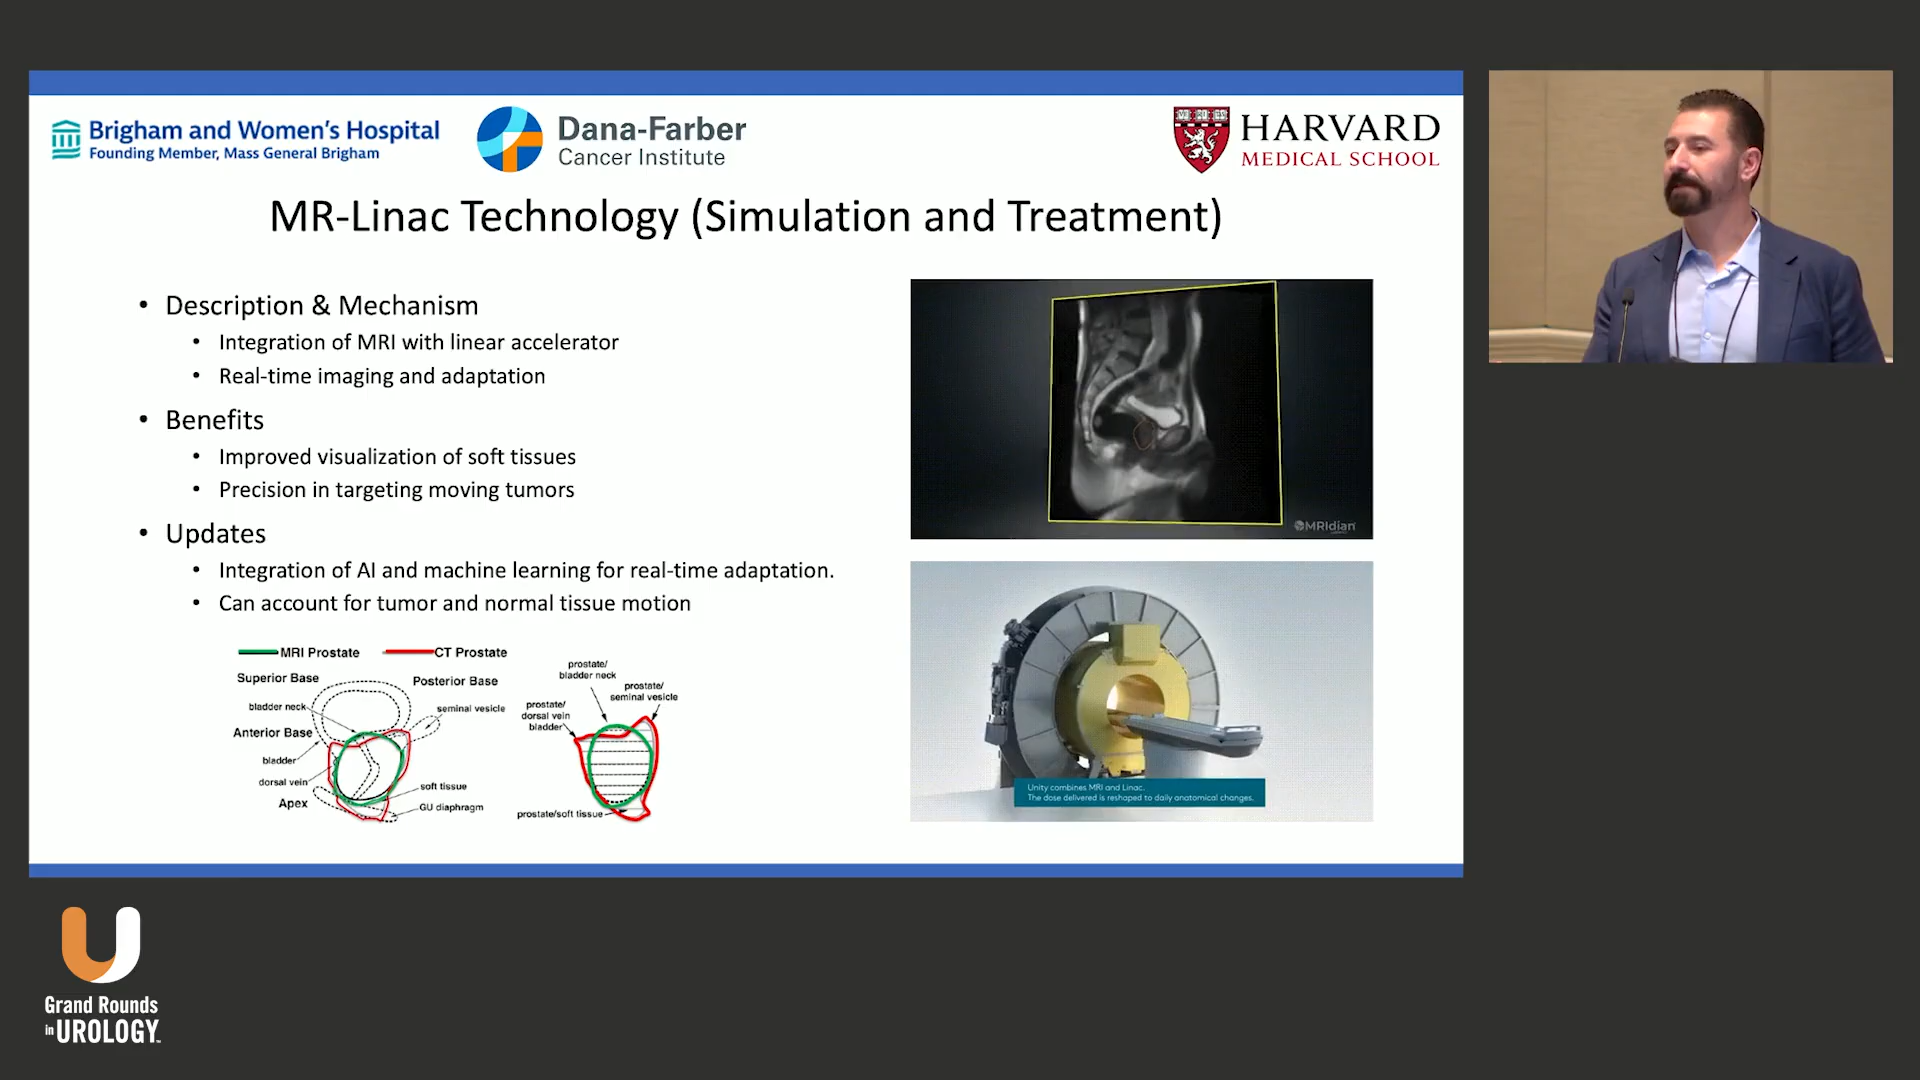 Brigham and Women's Hospital
Founding Member, Mass General Brigham
Dana-Farber
Cancer Institute
HARVARD
MEDICAL SCHOOL
MR-Linac Technology (Simulation and Treatment)
• Description & Mechanism
• Integration of MRI with linear accelerator
• Real-time imaging and adaptation
• Benefits
• Improved visualization of soft tissues
• Precision in targeting moving tumors
• Updates
• Integration of AI and machine learning for real-time adaptation.
• Can account for tumor and normal tissue motion
MRI Prostate
CT Prostate
Superior Base
Posterior Base
bladder neck
seminal vesicle
Anterior Base
bladder
dorsal vein
soft tissue
Apex
GU diaphragm
prostate/
bladder neck
prostate/
seminal vesicle
prostate/
dorsal vein
bladder
prostate/soft tissue
MRIdian
Unity combines MRI and Linac.
The dose delivered is reshaped to daily anatomical changes.
Grand Rounds
in UROLOGY